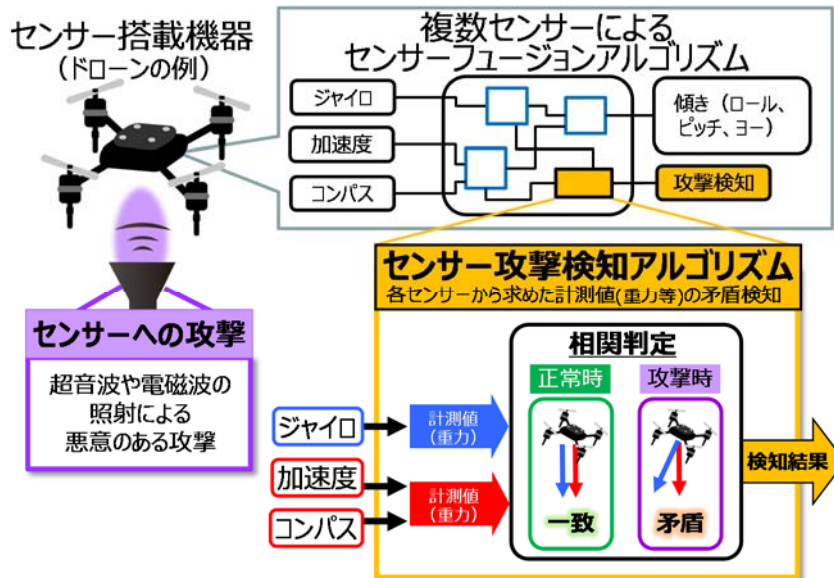 センサー搭載機器
(ドローンの例)
複数センサーによる
センサーフュージョンアルゴリズム
ジャイロ
加速度
コンパス
傾き（ロール、
ピッチ、ヨー）
攻撃検知
センサーへの攻撃
超音波や電磁波の
照射による
悪意のある攻撃
センサー攻撃検知アルゴリズム
各センサーから求めた計測値(重力等)の矛盾検知
相関判定
正常時
攻撃時
ジャイロ
計測値
(重力)
加速度
コンパス
計測値
(重力)
一致
矛盾
検知結果